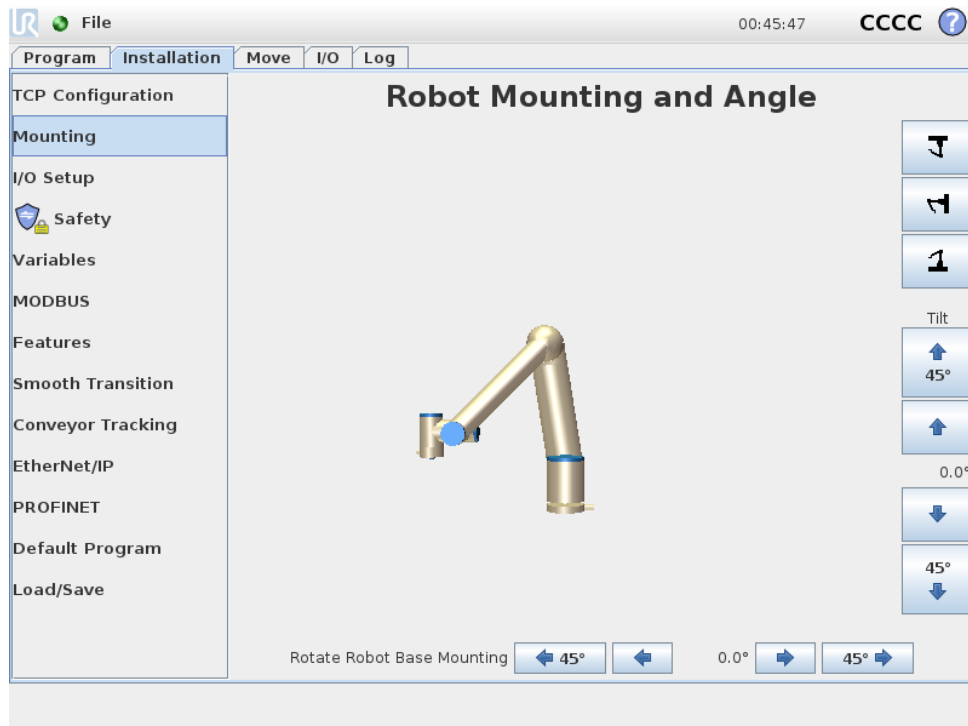 UR File 00:45:47 CCCC ?
Program Installation Move I/O Log
TCP Configuration
Mounting
I/O Setup
Safety
Variables
MODBUS
Features
Smooth Transition
Conveyor Tracking
EtherNet/IP
PROFINET
Default Program
Load/Save
Robot Mounting and Angle
Tilt
45°
0.0°
45°
Rotate Robot Base Mounting 45° 0.0° 45°